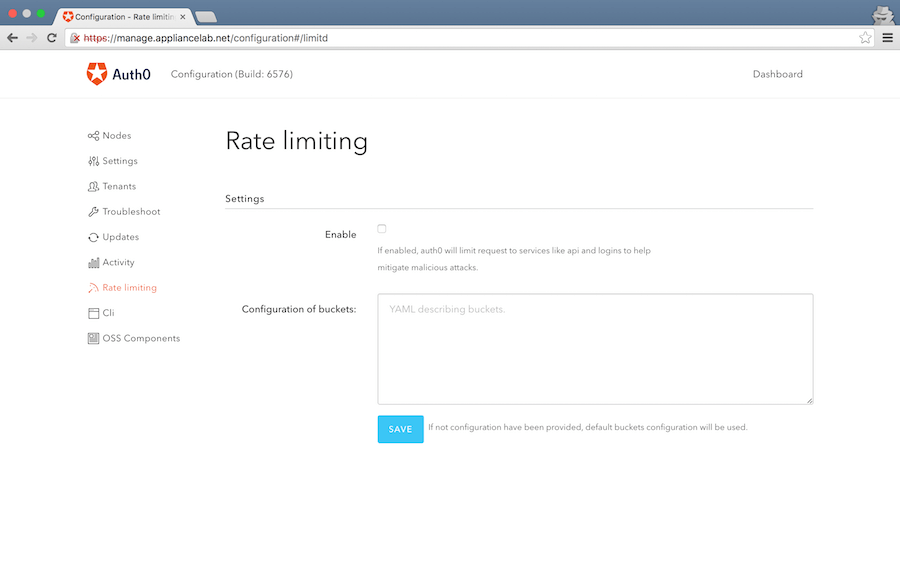 Configuration - Rate limitin
https://manage.appliancelab.net/configuration#/limitd
Auth0
Configuration (Build: 6576)
Dashboard
Nodes
Settings
Tenants
Troubleshoot
Updates
Activity
Rate limiting
Cli
OSS Components
Rate limiting
Settings
Enable
If enabled, auth0 will limit request to services like api and logins to help
mitigate malicious attacks.
Configuration of buckets:
YAML describing buckets.
SAVE
If not configuration have been provided, default buckets configuration will be used.